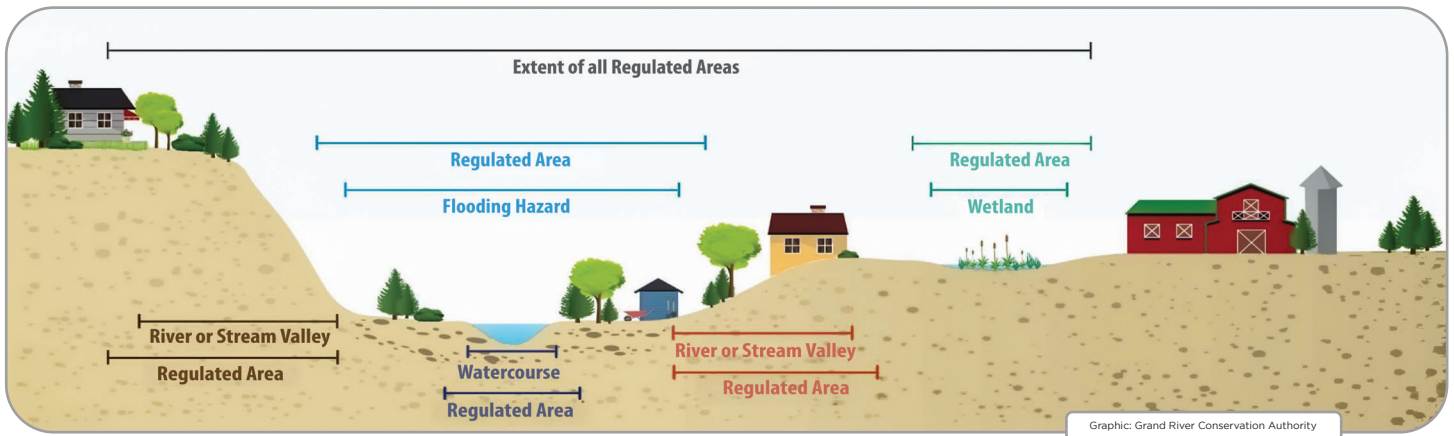 Extent of all Regulated Areas
Regulated Area
Regulated Area
Flooding Hazard
Wetland
River or Stream Valley
Regulated Area
Watercourse
Regulated Area
River or Stream Valley
Regulated Area
Graphic: Grand River Conservation Authority